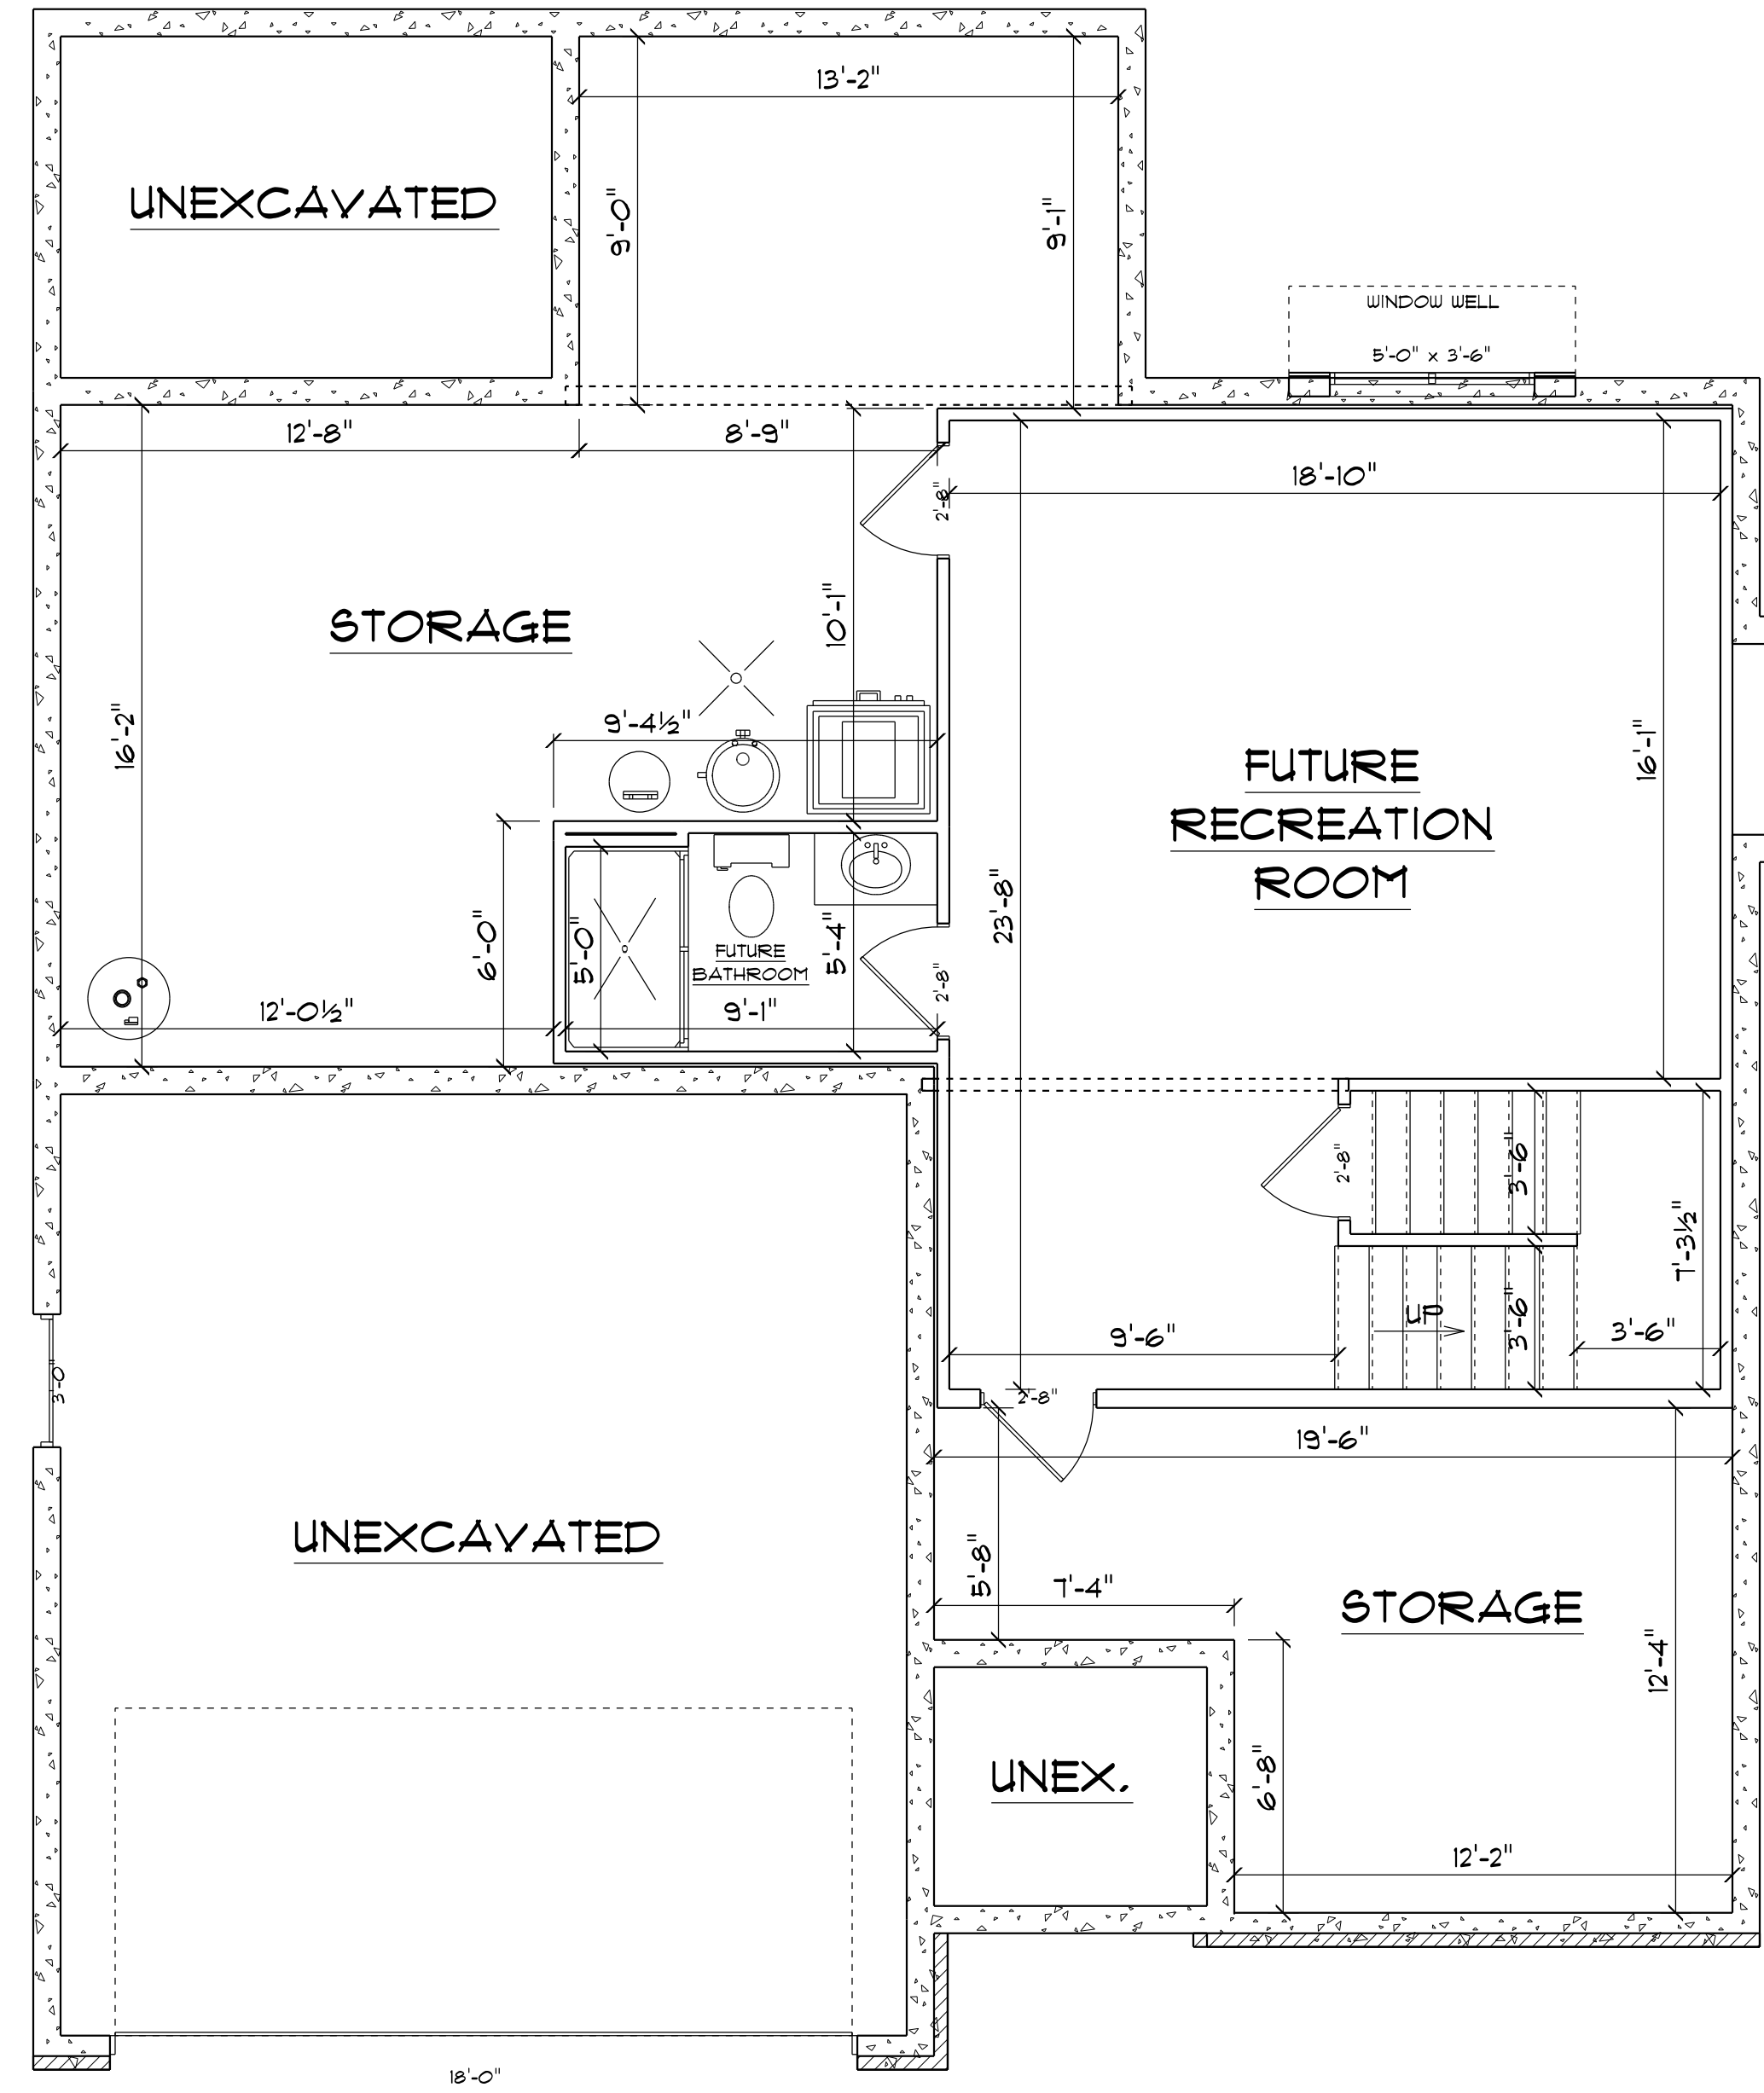 13'-2"
UNEXCAVATED
9'-0"
9'-1"
WINDOW WELL
5'-0" x 3'-6"
12'-8"
8'-9"
18'-10"
2'-8"
STORAGE
10'-1"
16'-2"
9'-4½"
16'-1"
FUTURE
RECREATION
ROOM
23'-8"
6'-0"
5'-0"
5'-4"
FUTURE
BATHROOM
2'-8"
12'-0½"
9'-1"
2'-8"
3'-6"
7'-3½"
UP
3'-6"
9'-6"
3'-6"
3'-0"
2'-8"
19'-6"
UNEXCAVATED
5'-8"
7'-4"
STORAGE
12'-4"
UNEX.
6'-8"
12'-2"
18'-0"